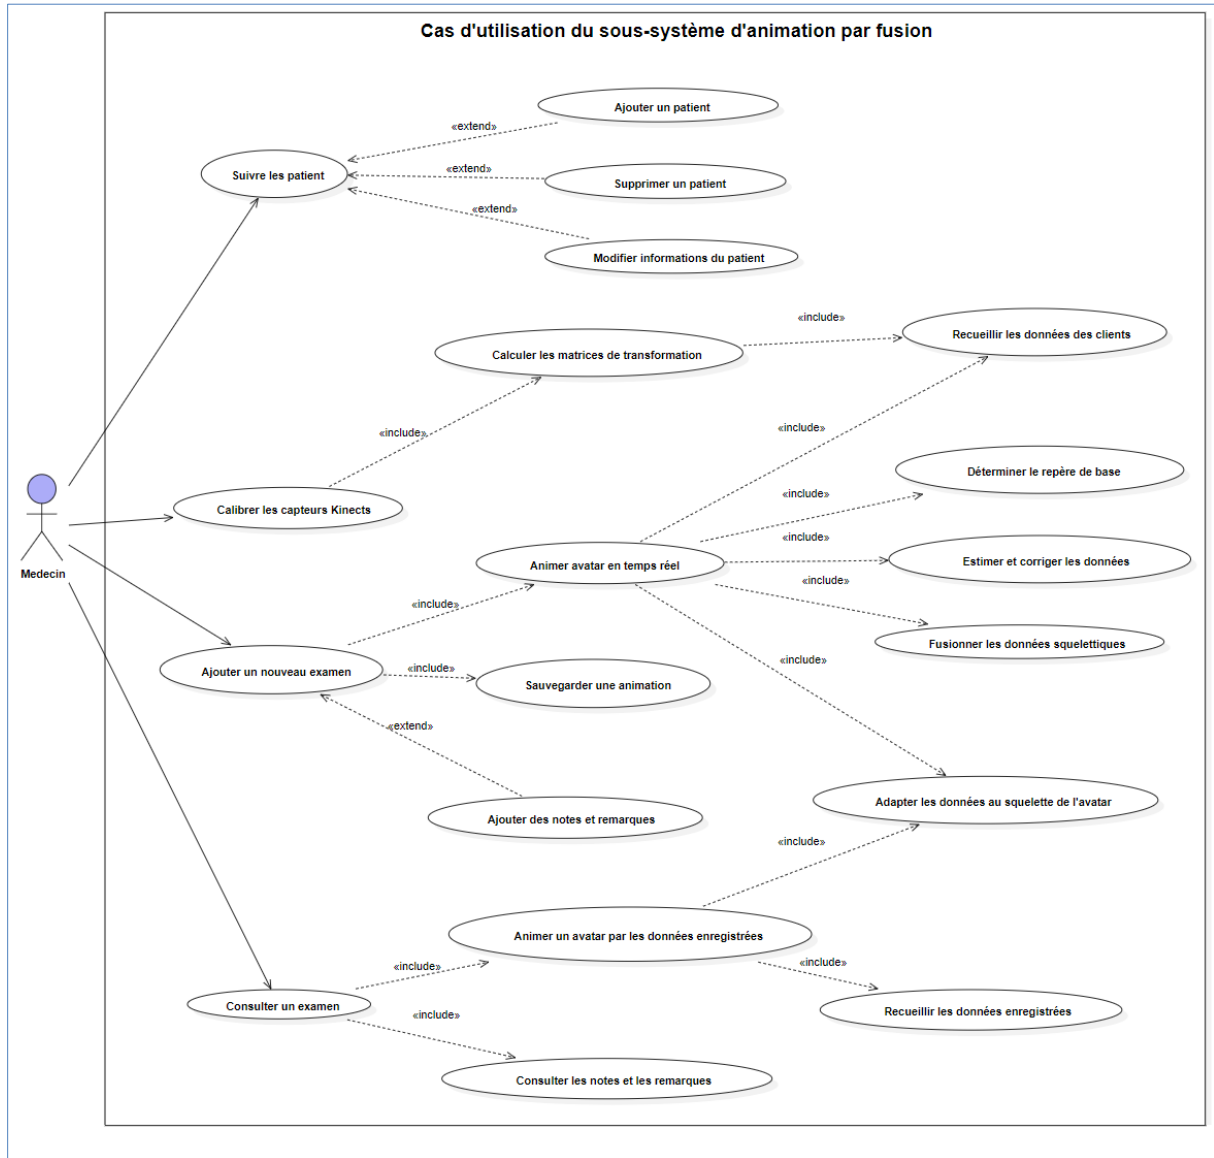 Cas d'utilisation du sous-système d'animation par fusion
Ajouter un patient
«extend»
Suivre les patient
«extend»
Supprimer un patient
«extend»
Modifier informations du patient
«include»
Recueillir les données des clients
Calculer les matrices de transformation
«include»
«include»
Déterminer le repère de base
«include»
Calibrer les capteurs Kinects
«include»
Medecin
Animer avatar en temps réel
Estimer et corriger les données
«include»
«include»
Fusionner les données squelettiques
«include»
«include»
Ajouter un nouveau examen
Sauvegarder une animation
«extend»
Adapter les données au squelette de l'avatar
Ajouter des notes et remarques
«include»
Animer un avatar par les données enregistrées
«include»
«include»
Consulter un examen
Recueillir les données enregistrées
«include»
Consulter les notes et les remarques